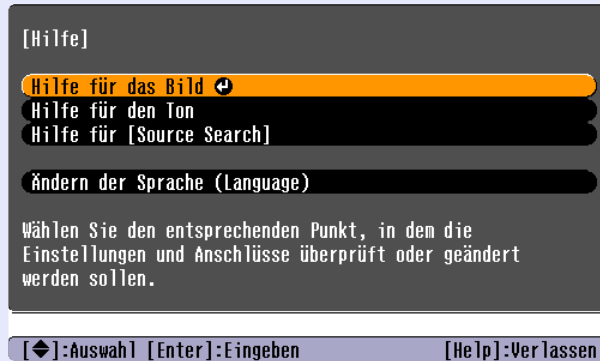 [Hilfe]
Hilfe für das Bild
Hilfe für den Ton
Hilfe für [Source Search]
Ändern der Sprache (Language)
Wählen Sie den entsprechenden Punkt, in dem die
Einstellungen und Anschlüsse überprüft oder geändert
werden sollen.
[◆]:Auswahl [Enter]:Eingeben [Help]:Verlassen